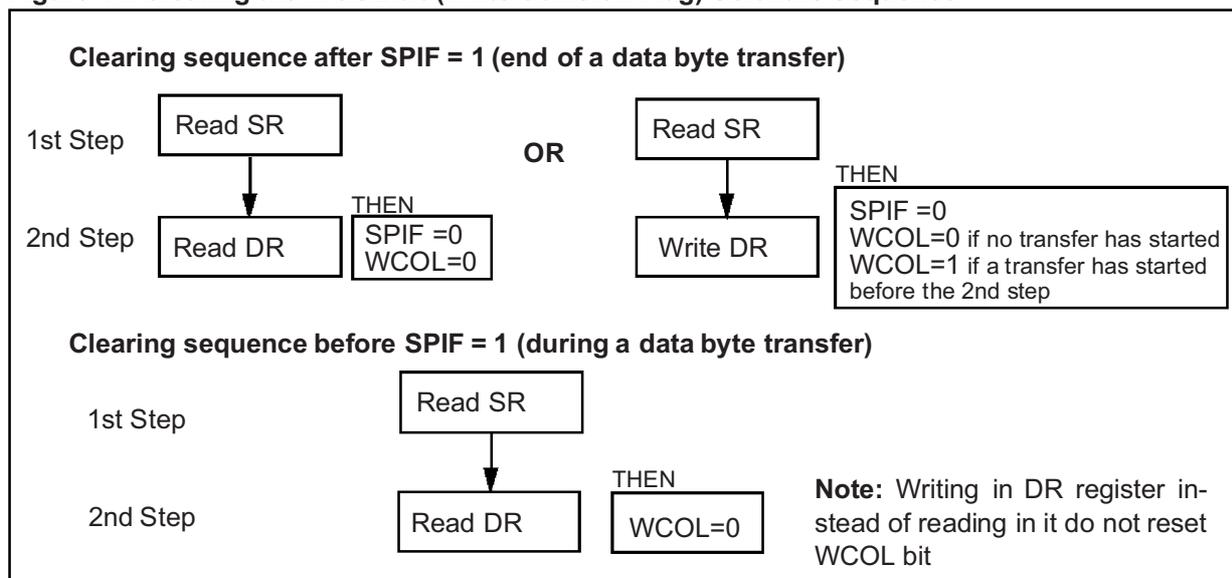 Clearing sequence after SPIF = 1 (end of a data byte transfer)
1st Step
Read SR
OR
Read SR
THEN
THEN
2nd Step
Read DR
SPIF =0
WCOL=0
Write DR
SPIF =0
WCOL=0 if no transfer has started
WCOL=1 if a transfer has started
before the 2nd step
Clearing sequence before SPIF = 1 (during a data byte transfer)
1st Step
Read SR
THEN
2nd Step
Read DR
WCOL=0
Note: Writing in DR register in-
stead of reading in it do not reset
WCOL bit